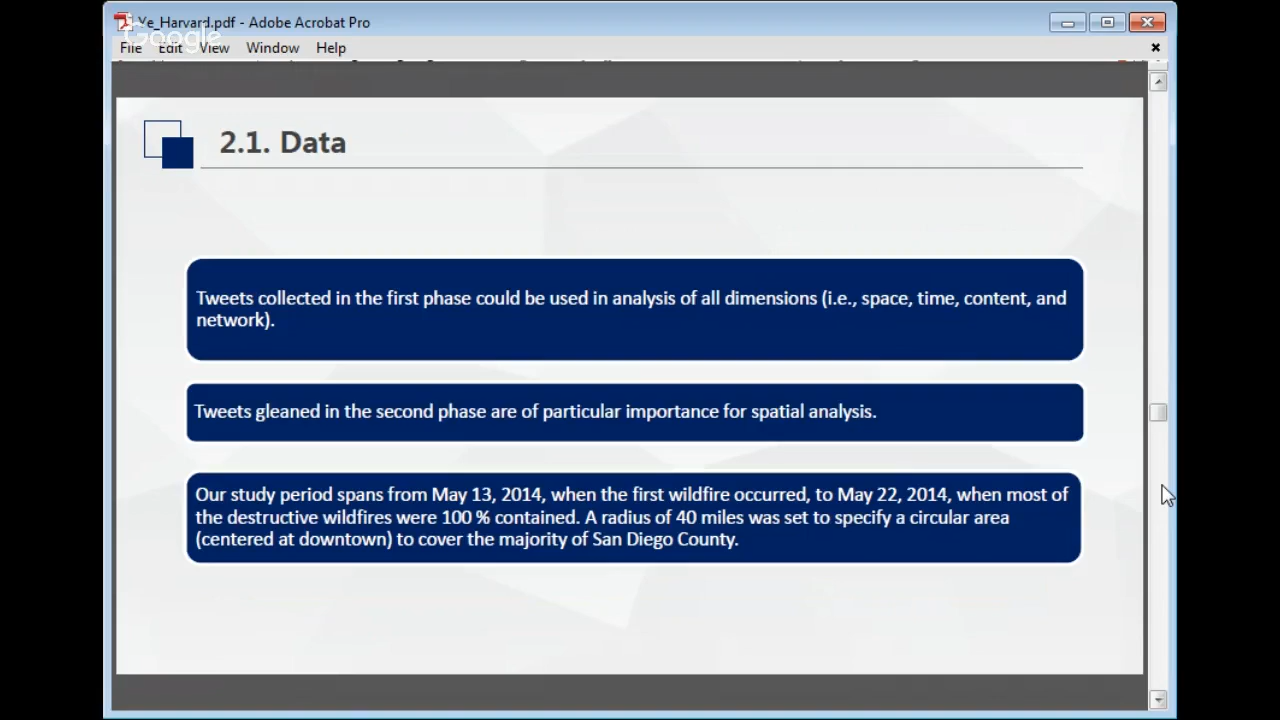 Ye_Harvard.pdf - Adobe Acrobat Pro
Google
File Edit View Window Help
2.1. Data
Tweets collected in the first phase could be used in analysis of all dimensions (i.e., space, time, content, and
network).
Tweets gleaned in the second phase are of particular importance for spatial analysis.
Our study period spans from May 13, 2014, when the first wildfire occurred, to May 22, 2014, when most of
the destructive wildfires were 100 % contained. A radius of 40 miles was set to specify a circular area
(centered at downtown) to cover the majority of San Diego County.